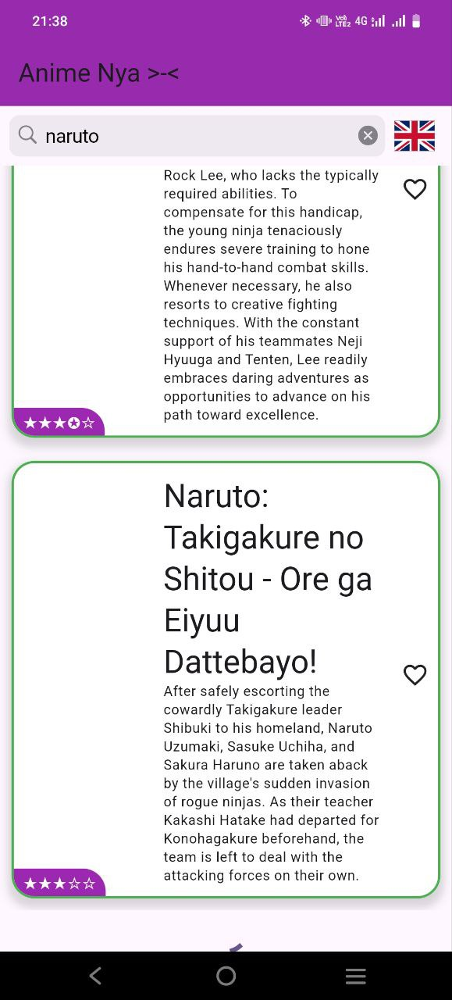 21:38
Voll LTE2 4G
Anime Nya >-<
naruto
Rock Lee, who lacks the typically
required abilities. To
compensate for this handicap,
the young ninja tenaciously
endures severe training to hone
his hand-to-hand combat skills.
Whenever necessary, he also
resorts to creative fighting
techniques. With the constant
support of his teammates Neji
Hyuuga and Tenten, Lee readily
embraces daring adventures as
opportunities to advance on his
path toward excellence.
★★★✪☆
Naruto:
Takigakure no
Shitou - Ore ga
Eiyuu
Dattebayo!
After safely escorting the
cowardly Takigakure leader
Shibuki to his homeland, Naruto
Uzumaki, Sasuke Uchiha, and
Sakura Haruno are taken aback
by the village's sudden invasion
of rogue ninjas. As their teacher
Kakashi Hatake had departed for
Konohagakure beforehand, the
team is left to deal with the
attacking forces on their own.
★★★☆☆